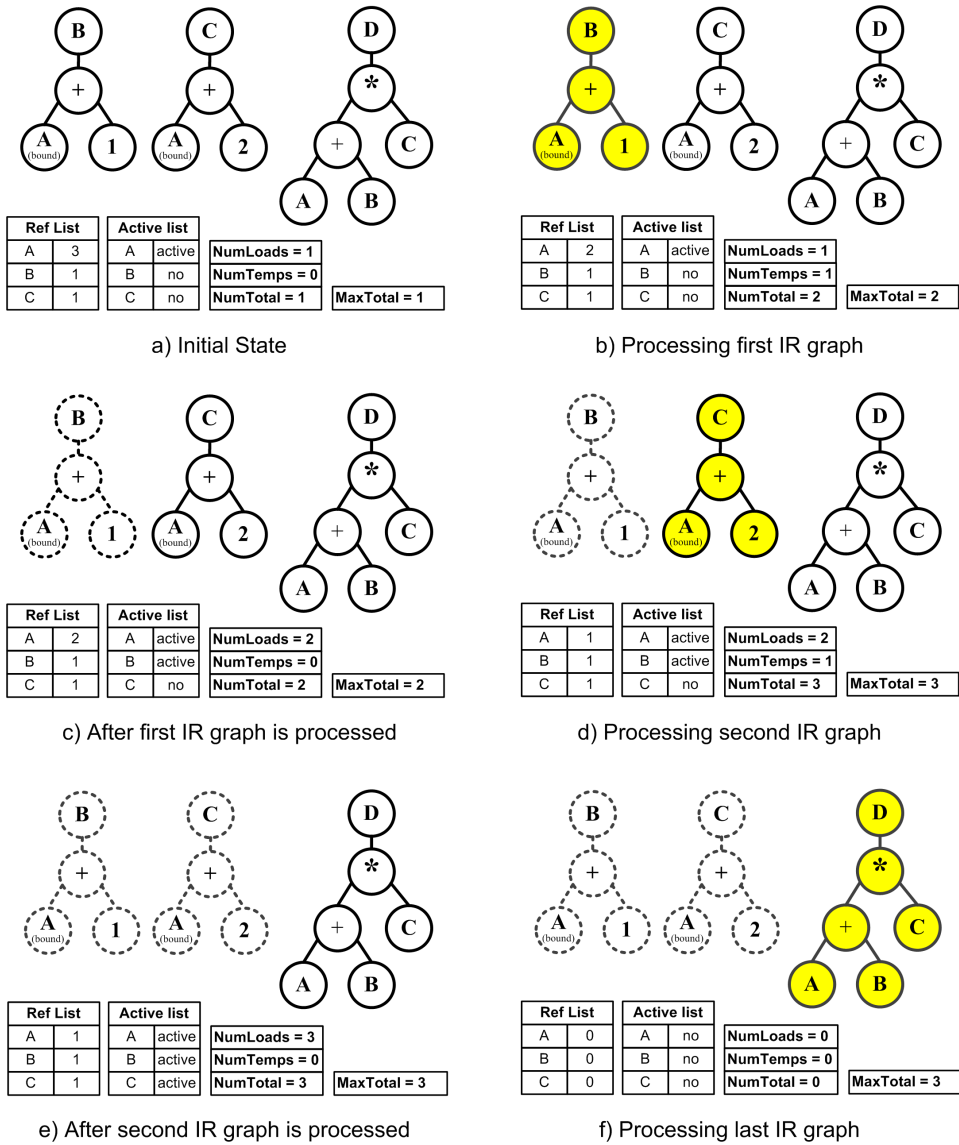 B C D
+ + *
A (bound) 1 A (bound) 2 + C
A B
Ref List Active list
A 3 A active NumLoads = 1
B 1 B no NumTemps = 0
C 1 C no NumTotal = 1 MaxTotal = 1
a) Initial State
B C D
+ + *
A (bound) 1 A (bound) 2 + C
A B
Ref List Active list
A 2 A active NumLoads = 1
B 1 B no NumTemps = 1
C 1 C no NumTotal = 2 MaxTotal = 2
b) Processing first IR graph
B C D
+ + *
A (bound) 1 A (bound) 2 + C
A B
Ref List Active list
A 2 A active NumLoads = 2
B 1 B active NumTemps = 0
C 1 C no NumTotal = 2 MaxTotal = 2
c) After first IR graph is processed
B C D
+ + *
A (bound) 1 A (bound) 2 + C
A B
Ref List Active list
A 1 A active NumLoads = 2
B 1 B active NumTemps = 1
C 1 C no NumTotal = 3 MaxTotal = 3
d) Processing second IR graph
B C D
+ + *
A (bound) 1 A (bound) 2 + C
A B
Ref List Active list
A 1 A active NumLoads = 3
B 1 B active NumTemps = 0
C 1 C active NumTotal = 3 MaxTotal = 3
e) After second IR graph is processed
B C D
+ + *
A (bound) 1 A (bound) 2 + C
A B
Ref List Active list
A 0 A no NumLoads = 0
B 0 B no NumTemps = 0
C 0 C no NumTotal = 0 MaxTotal = 3
f) Processing last IR graph